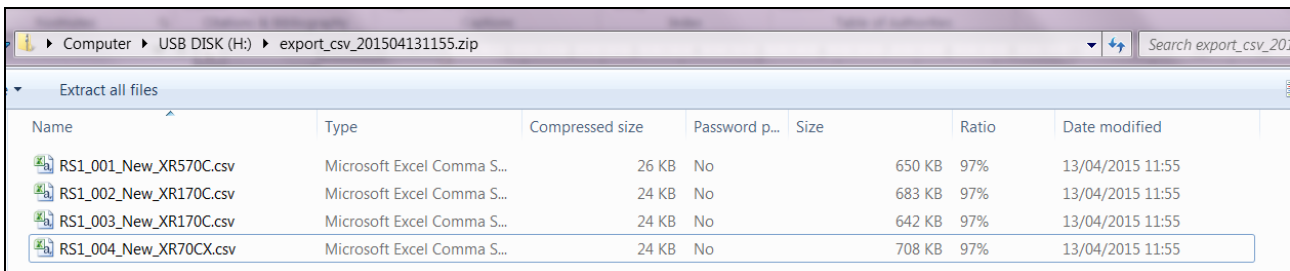 Computer ▸ USB DISK (H:) ▸ export_csv_201504131155.zip Search export_csv_201
Extract all files
Name Type Compressed size Password p... Size Ratio Date modified
RS1_001_New_XR570C.csv Microsoft Excel Comma S... 26 KB No 650 KB 97% 13/04/2015 11:55
RS1_002_New_XR170C.csv Microsoft Excel Comma S... 24 KB No 683 KB 97% 13/04/2015 11:55
RS1_003_New_XR170C.csv Microsoft Excel Comma S... 24 KB No 642 KB 97% 13/04/2015 11:55
RS1_004_New_XR70CX.csv Microsoft Excel Comma S... 24 KB No 708 KB 97% 13/04/2015 11:55